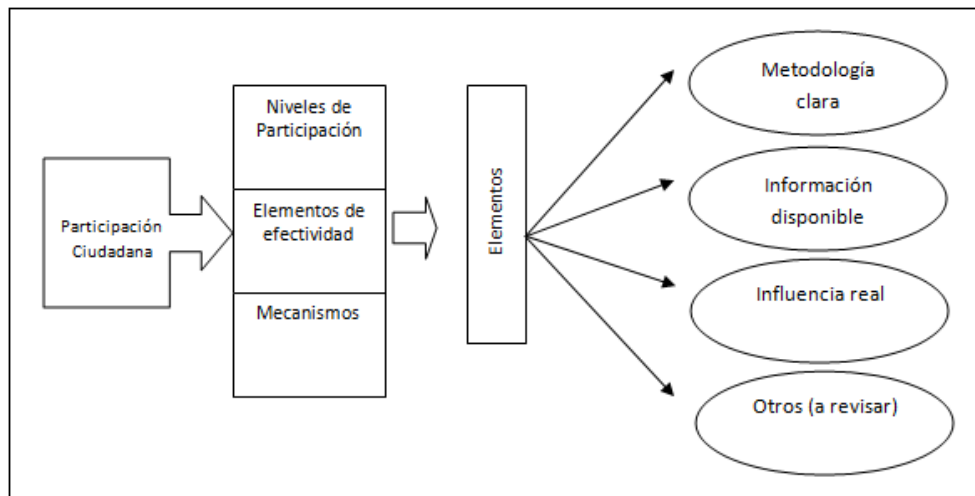 Participación
Ciudadana
Niveles de
Participación
Elementos de
efectividad
Mecanismos
Elementos
Metodología
clara
Información
disponible
Influencia real
Otros (a revisar)